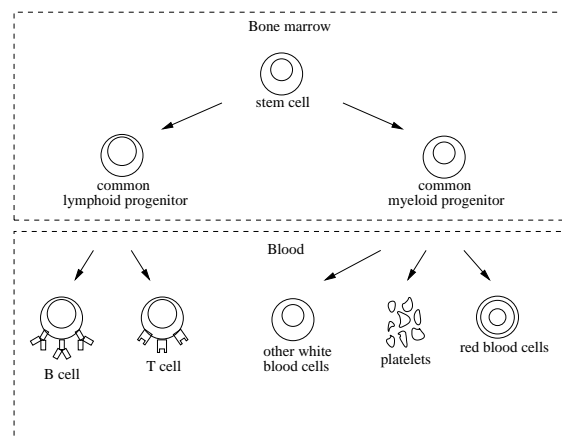 Bone marrow
stem cell
common
lymphoid progenitor
common
myeloid progenitor
Blood
B cell
T cell
other white
blood cells
platelets
red blood cells